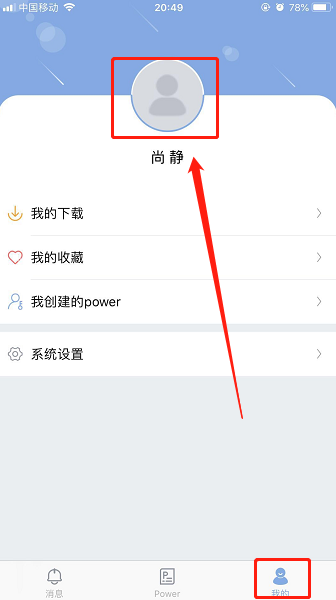 中国移动
20:49
78%
尚 静
我的下载
我的收藏
我创建的power
系统设置
消息
Power
我的